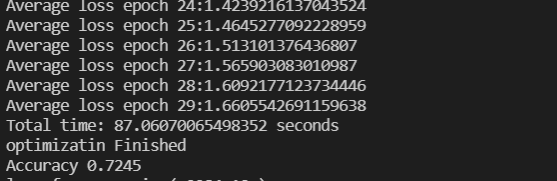 Average loss epoch 24:1.4239216137043524
Average loss epoch 25:1.4645277092228959
Average loss epoch 26:1.513101376436807
Average loss epoch 27:1.565903083010987
Average loss epoch 28:1.6092177123734446
Average loss epoch 29:1.6605542691159638
Total time: 87.06070065498352 seconds
optimizatin Finished
Accuracy 0.7245